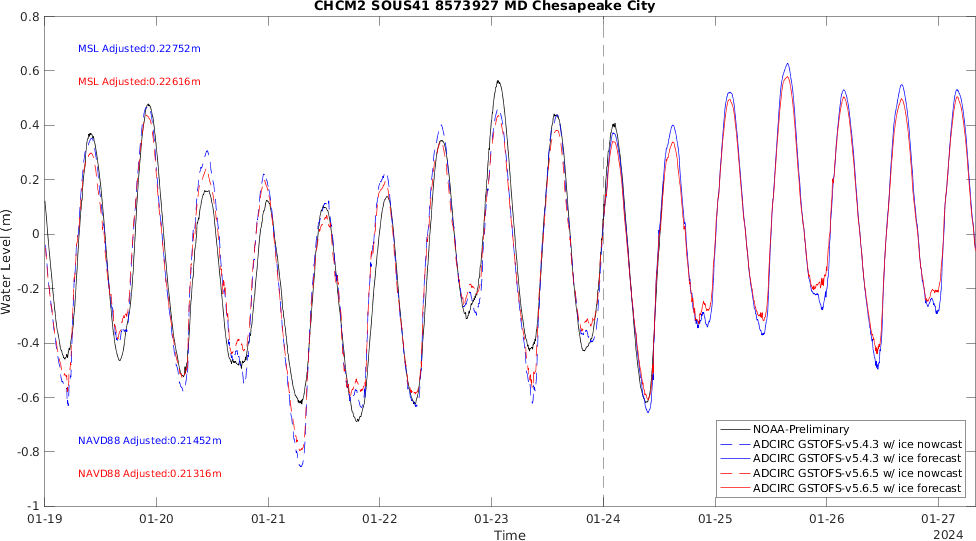 CHCM2 SOUS41 8573927 MD Chesapeake City
0.8
0.6
0.4
0.2
0
-0.2
-0.4
-0.6
-0.8
-1
Water Level (m)
MSL Adjusted:0.22752m
MSL Adjusted:0.22616m
NAVD88 Adjusted:0.21452m
NAVD88 Adjusted:0.21316m
NOAA-Preliminary
ADCIRC GSTOFS-v5.4.3 w/ ice nowcast
ADCIRC GSTOFS-v5.4.3 w/ ice forecast
ADCIRC GSTOFS-v5.6.5 w/ ice nowcast
ADCIRC GSTOFS-v5.6.5 w/ ice forecast
01-19 01-20 01-21 01-22 01-23 01-24 01-25 01-26 01-27
Time
2024